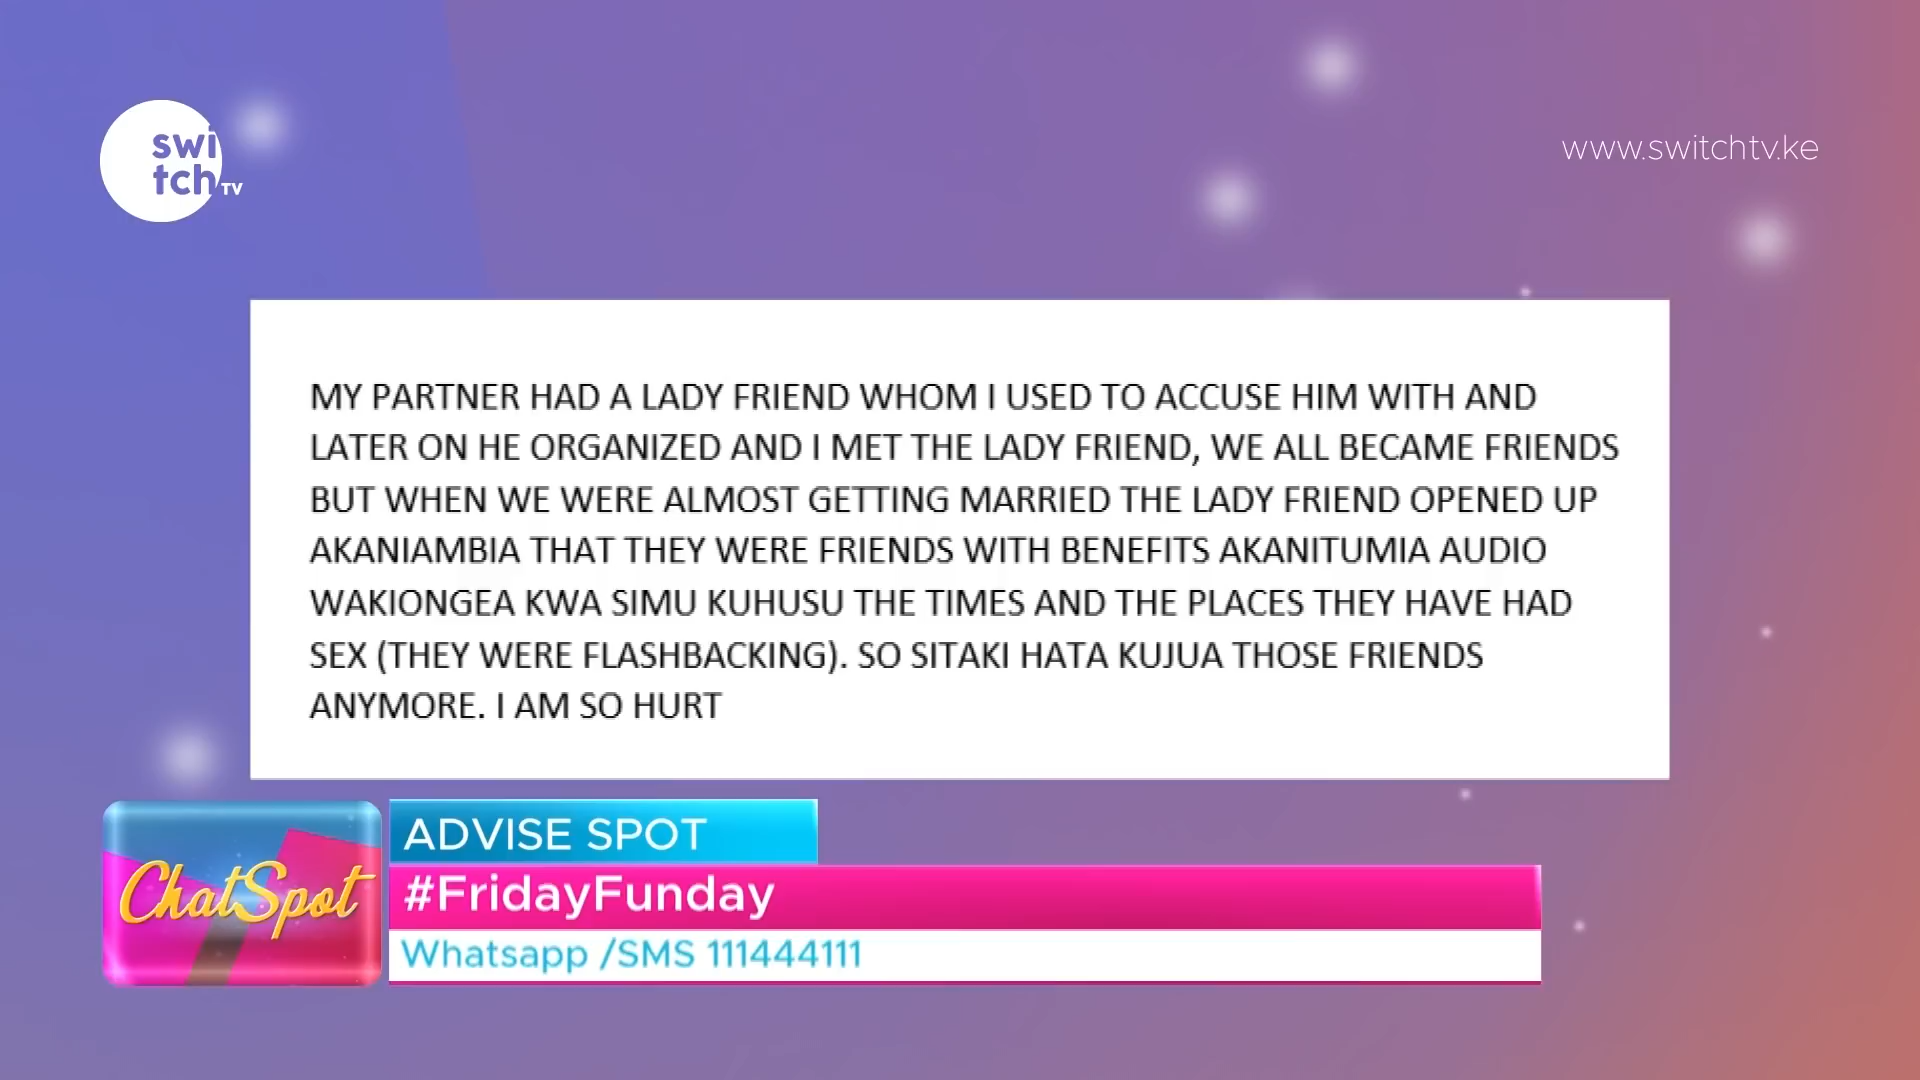 swi
tch TV
www.switchtv.ke
MY PARTNER HAD A LADY FRIEND WHOM I USED TO ACCUSE HIM WITH AND
LATER ON HE ORGANIZED AND I MET THE LADY FRIEND, WE ALL BECAME FRIENDS
BUT WHEN WE WERE ALMOST GETTING MARRIED THE LADY FRIEND OPENED UP
AKANIAMBIA THAT THEY WERE FRIENDS WITH BENEFITS AKANITUMIA AUDIO
WAKIONGEA KWA SIMU KUHUSU THE TIMES AND THE PLACES THEY HAVE HAD
SEX (THEY WERE FLASHBACKING). SO SITAKI HATA KUJUA THOSE FRIENDS
ANYMORE. I AM SO HURT
ChatSpot
ADVISE SPOT
#FridayFunday
Whatsapp /SMS 111444111